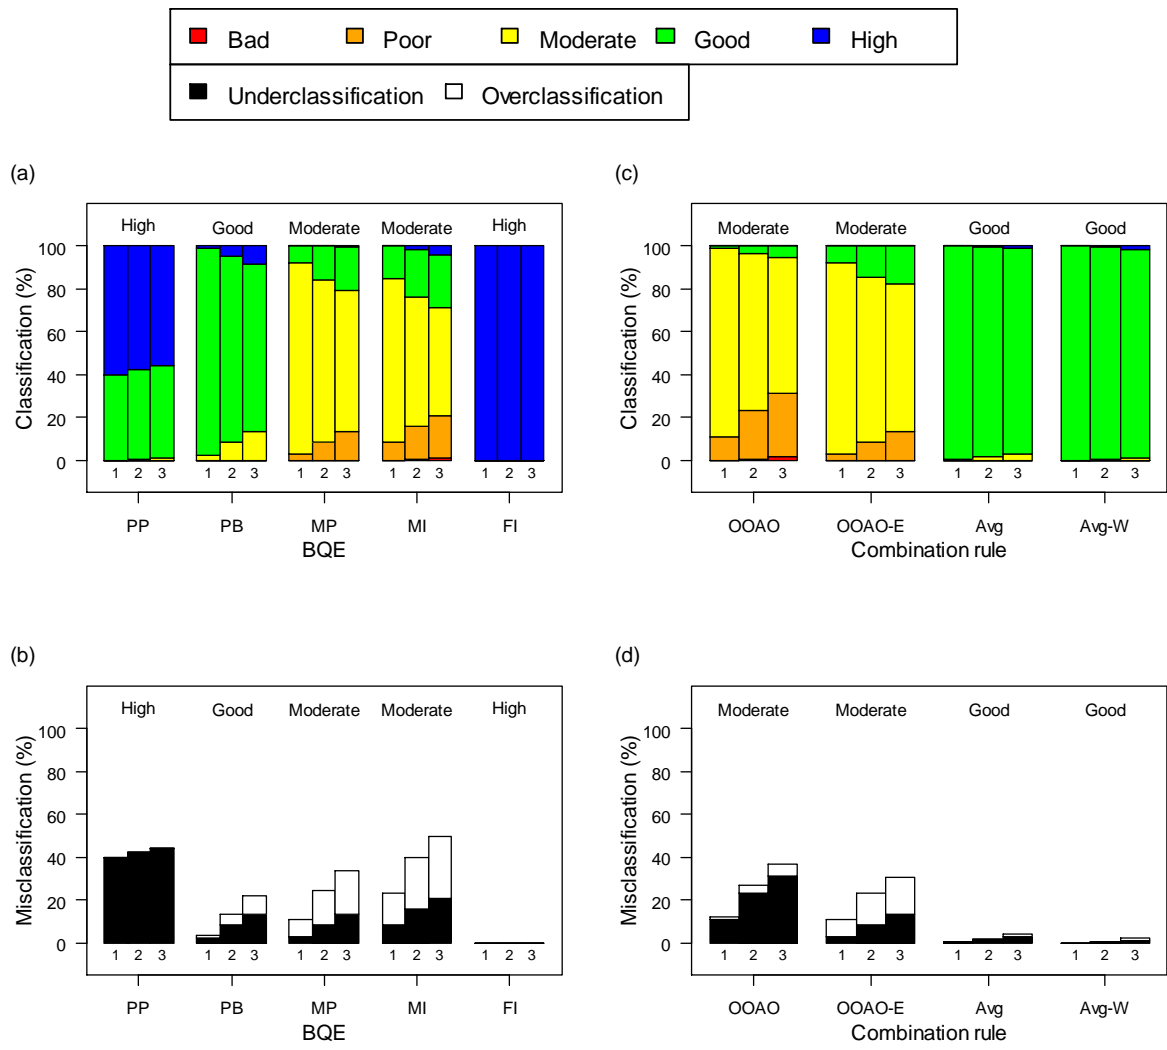 Bad Poor Moderate Good High
Underclassification Overclassification
(a)
High Good Moderate Moderate High
100
80
60
40
20
0
Classification (%)
1 2 3 1 2 3 1 2 3 1 2 3 1 2 3
PP PB MP MI FI
BQE
(c)
Moderate Moderate Good Good
100
80
60
40
20
0
Classification (%)
1 2 3 1 2 3 1 2 3 1 2 3
OOAO OOAO-E Avg Avg-W
Combination rule
(b)
High Good Moderate Moderate High
100
80
60
40
20
0
Misclassification (%)
1 2 3 1 2 3 1 2 3 1 2 3 1 2 3
PP PB MP MI FI
BQE
(d)
Moderate Moderate Good Good
100
80
60
40
20
0
Misclassification (%)
1 2 3 1 2 3 1 2 3 1 2 3
OOAO OOAO-E Avg Avg-W
Combination rule